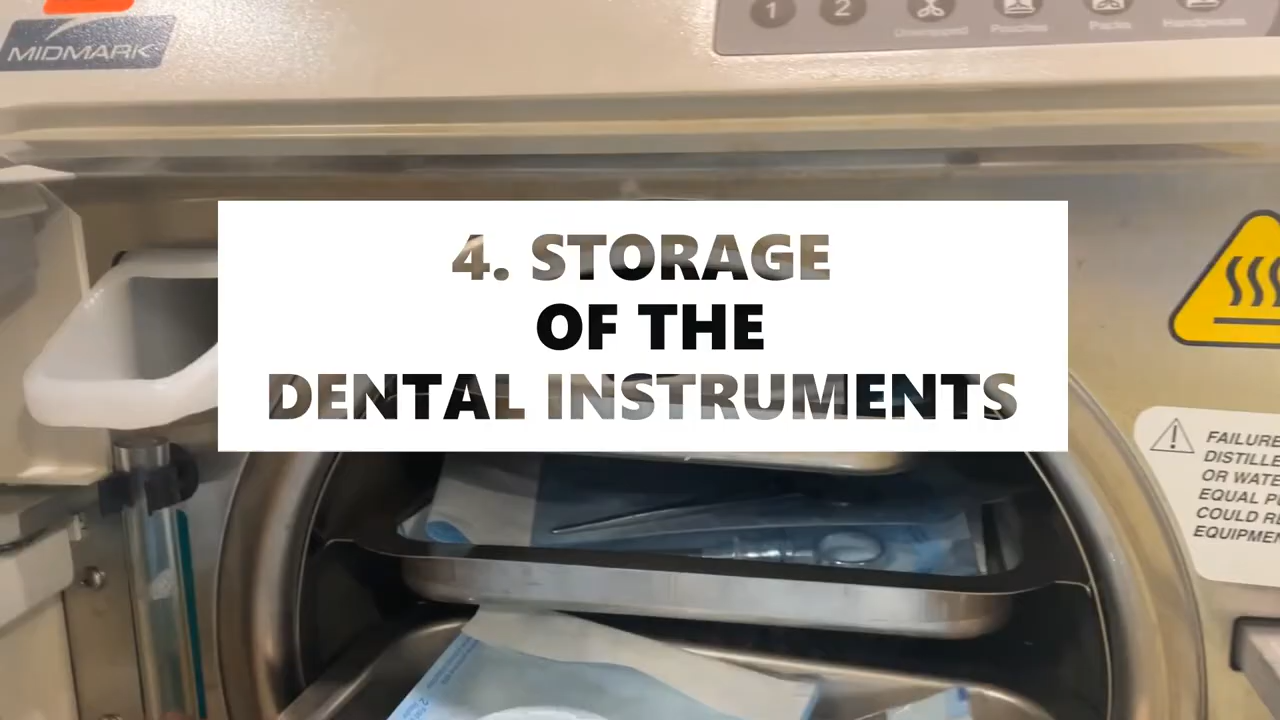 MIDMARK
1 2 Unwrapped Pouches Packs Handpieces
4. STORAGE
OF THE
DENTAL INSTRUMENTS
FAILURE
DISTILLE
OR WATE
EQUAL P
COULD R
EQUIPMEN